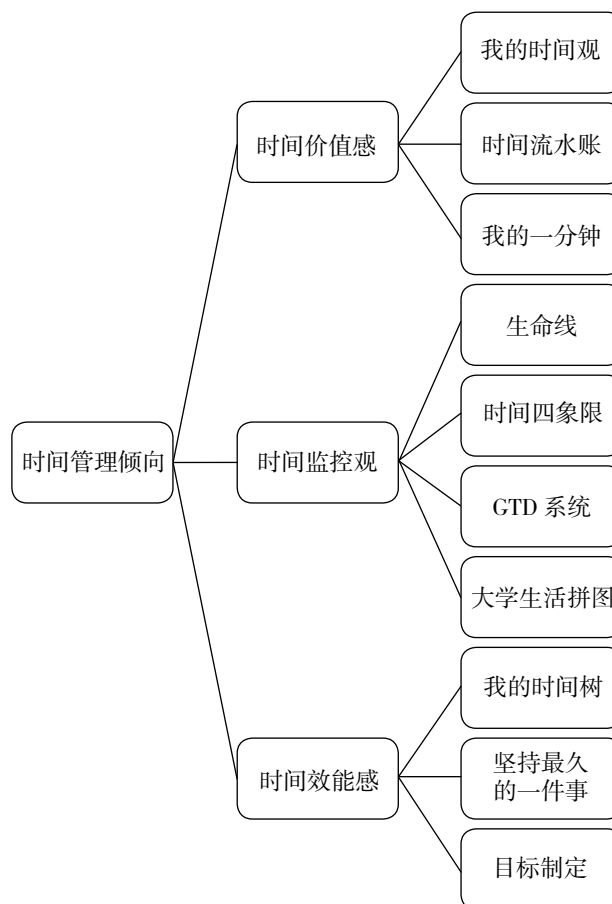 时间管理倾向
时间价值感
我的时间观
时间流水账
我的一分钟
时间监控观
生命线
时间四象限
GTD 系统
大学生活拼图
时间效能感
我的时间树
坚持最久
的一件事
目标制定